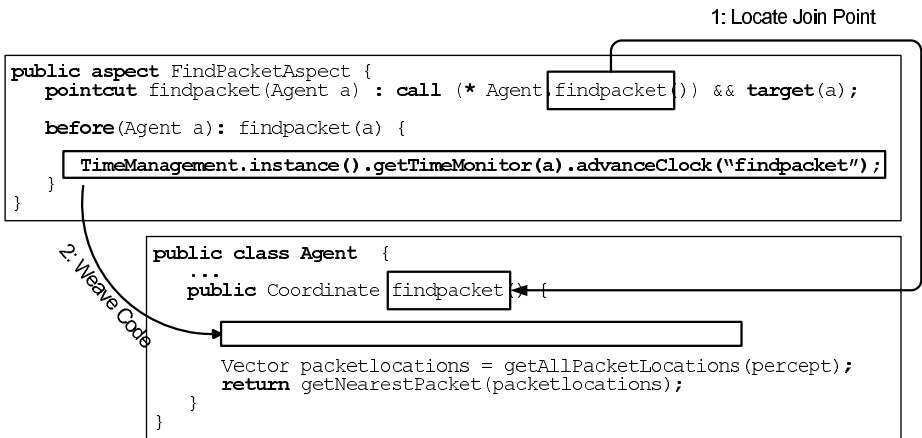 1: Locate Join Point
public aspect FindPacketAspect {
pointcut findpacket(Agent a) : call (* Agent.findpacket()) && target(a);
before(Agent a): findpacket(a) {
TimeManagement.instance().getTimeMonitor(a).advanceClock(“findpacket”);
}
}
2: Weave Code
public class Agent {
...
public Coordinate findpacket() {
Vector packetlocations = getAllPacketLocations(percept);
return getNearestPacket(packetlocations);
}
}